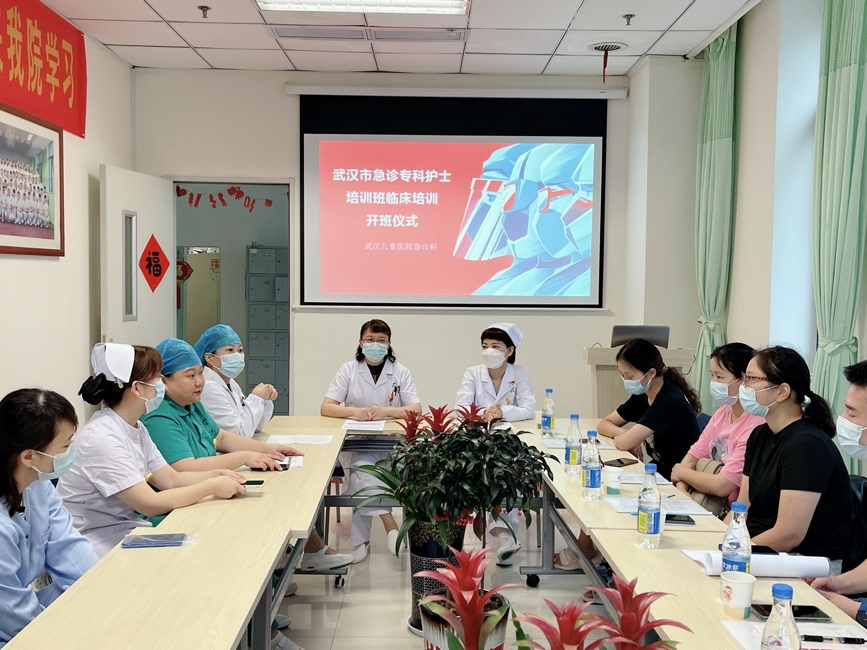 我院学习
福
武汉市急诊专科护士
培训班临床培训
开班仪式
武汉儿童医院急诊科